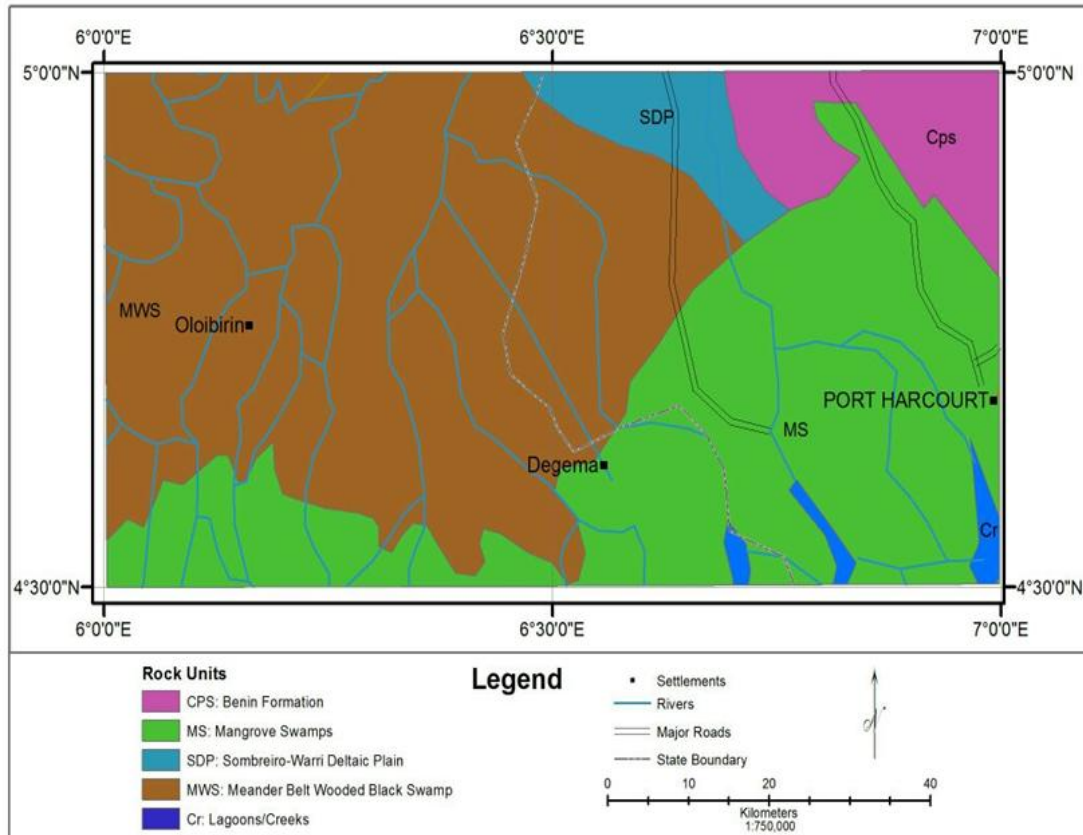 6°0'0"E 6°30'0"E 7°0'0"E
5°0'0"N 5°0'0"N
SDP
Cps
MWS
Oloibirin
PORT HARCOURT
MS
Degema
Cr
4°30'0"N 4°30'0"N
6°0'0"E 6°30'0"E 7°0'0"E
Legend
Rock Units
CPS: Benin Formation
MS: Mangrove Swamps
SDP: Sombreiro-Warri Deltaic Plain
MWS: Meander Belt Wooded Black Swamp
Cr: Lagoons/Creeks
Settlements
Rivers
Major Roads
State Boundary
N
0 10 20 40
Kilometers
1:750,000